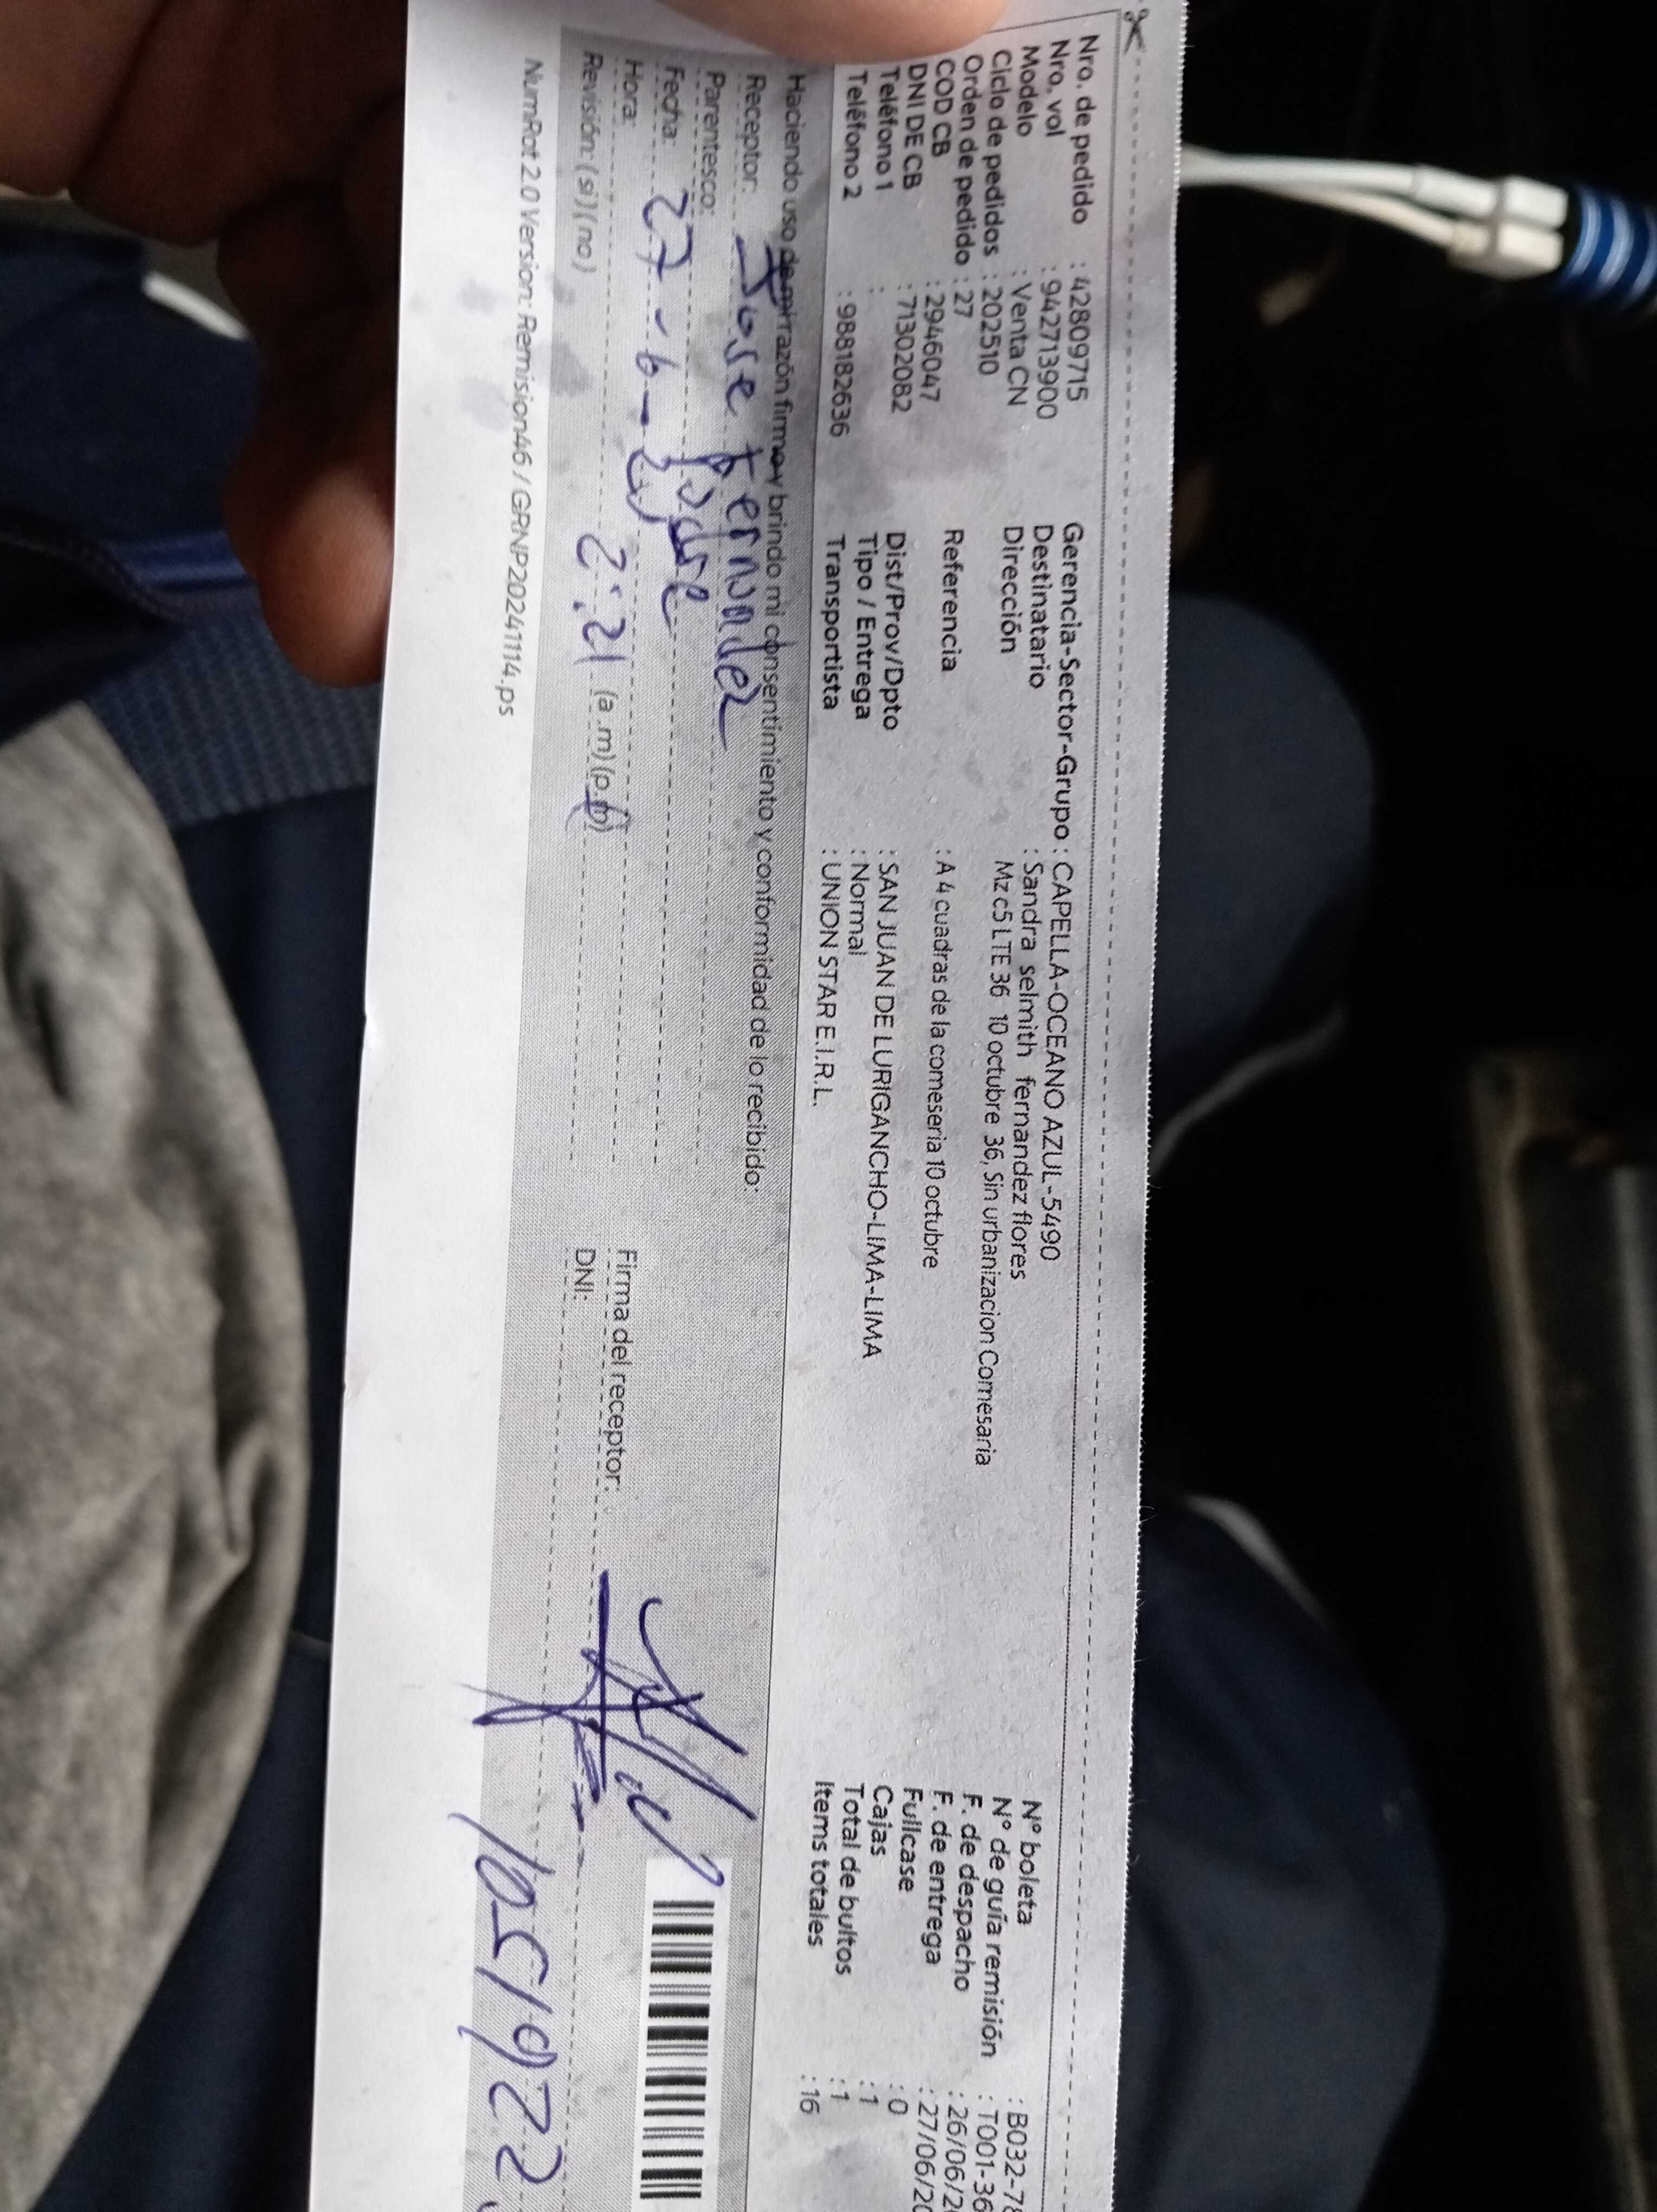 Nro. de pedido : 428097715
Nro. vol : 942713900
Modelo : Venta CN
Ciclo de pedidos : 202510
Orden de pedido : 27
COD CB : 2946047
DNI DE CB : 71302082
Teléfono 1 :
Teléfono 2 : 988182636
Gerencia-Sector-Grupo : CAPELLA-OCEANO AZUL-5490
Destinatario : Sandra selmith fernandez flores
Dirección Mz c5 LTE 36 10 octubre 36, Sin urbanizacion Comesaria
Referencia : A 4 cuadras de la comeseria 10 octubre
Dist/Prov/Dpto : SAN JUAN DE LURIGANCHO-LIMA-LIMA
Tipo / Entrega : Normal
Transportista : UNION STAR E.I.R.L.
N° boleta : B032-78
N° de guía remisión : T001-36
F. de despacho : 26/06/2
F. de entrega : 27/06/20
Fullcase : 0
Cajas : 1
Total de bultos : 1
Items totales : 16
Haciendo uso de mi razón firmo y brindo mi consentimiento y conformidad de lo recibido:
Receptor: Jose Fernandez
Parentesco: Padre
Fecha: 27-6-25
Hora: 2:21 (a.m) (p.m)
Revisión: (si) (no)
Firma del receptor:
DNI:
NumRot 2.0 Version: Remision46 / GRNP20241114.ps